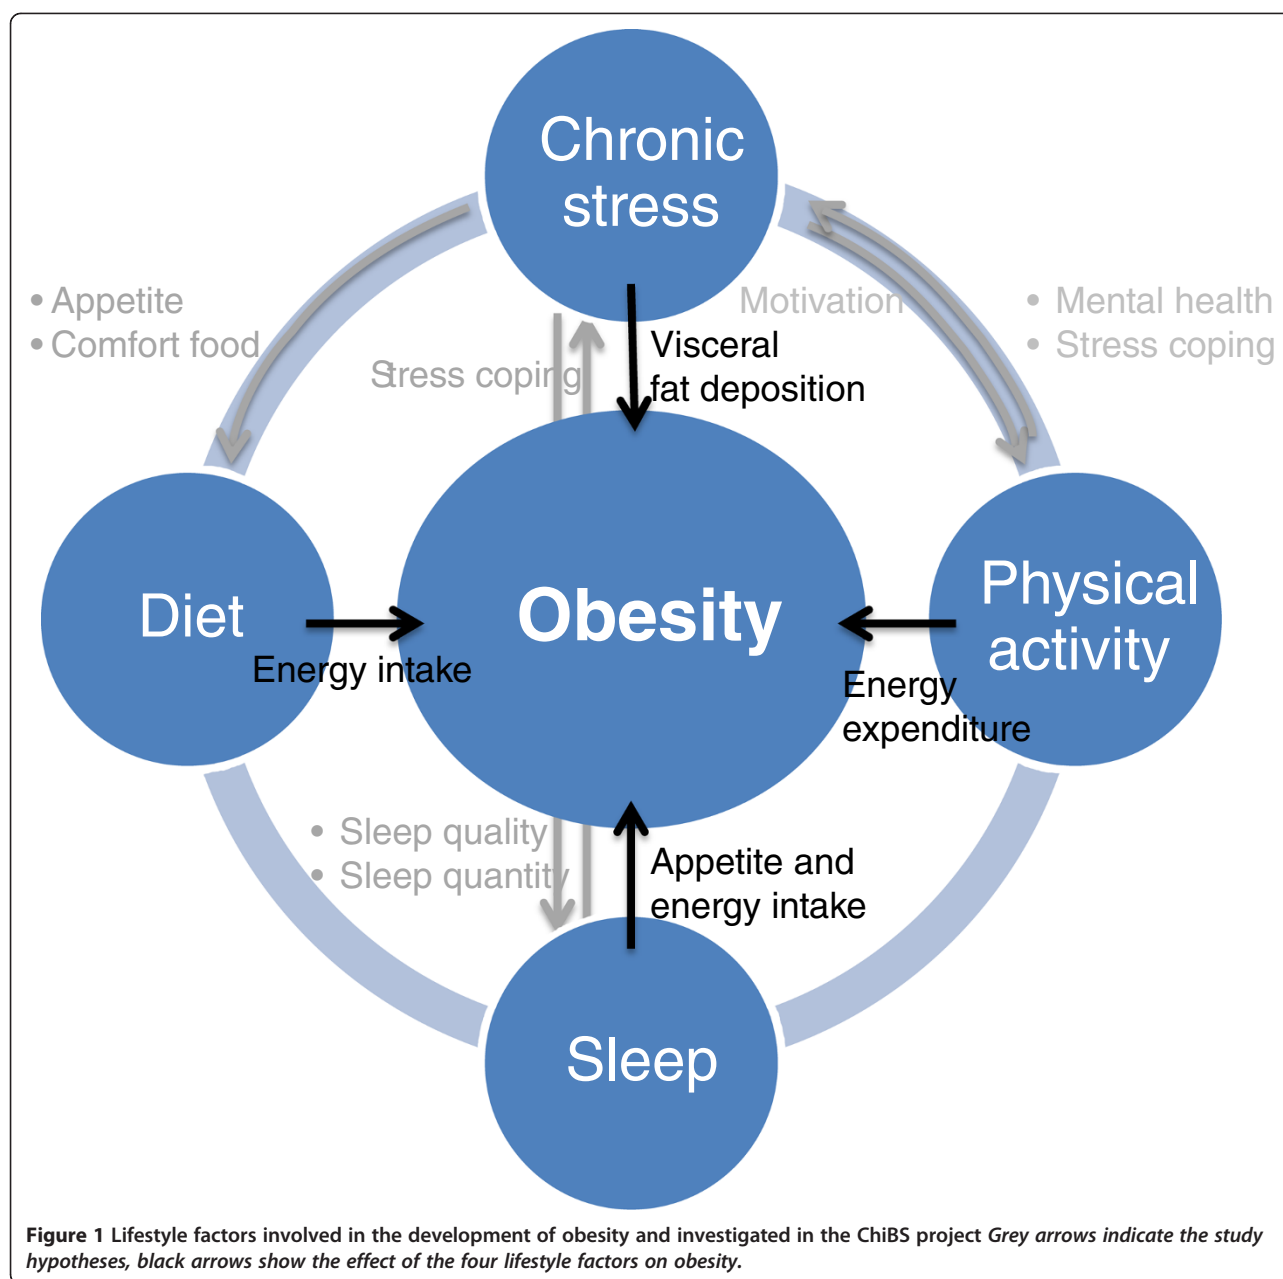 Chronic
stress
• Appetite
• Comfort food
Motivation
• Mental health
• Stress coping
Stress coping
Visceral
fat deposition
Diet
Obesity
Physical
activity
Energy intake
Energy
expenditure
• Sleep quality
• Sleep quantity
Appetite and
energy intake
Sleep
Figure 1 Lifestyle factors involved in the development of obesity and investigated in the ChiBS project Grey arrows indicate the study
hypotheses, black arrows show the effect of the four lifestyle factors on obesity.